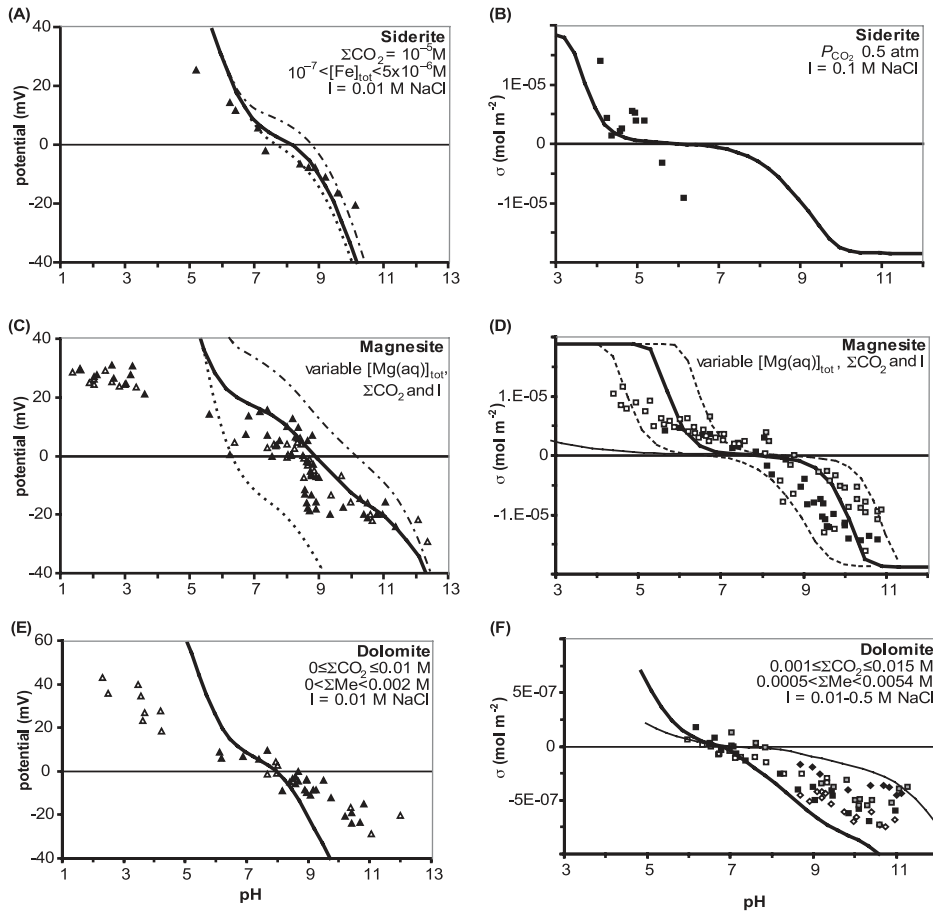 (A)
40
20
0
-20
-40
potential (mV)
1 3 5 7 9 11 13
Siderite
ΣCO₂ = 10⁻⁵M
10⁻⁷<[Fe]tot<5x10⁻⁶M
I = 0.01 M NaCl
(B)
1E-05
0
-1E-05
σ (mol m⁻²)
3 5 7 9 11
Siderite
P CO₂ 0.5 atm
I = 0.1 M NaCl
(C)
40
20
0
-20
-40
potential (mV)
1 3 5 7 9 11 13
Magnesite
variable [Mg(aq)]tot,
ΣCO₂ and I
(D)
1.E-05
0
-1.E-05
σ (mol m⁻²)
3 5 7 9 11
Magnesite
variable [Mg(aq)]tot, ΣCO₂ and I
(E)
60
40
20
0
-20
-40
potential (mV)
1 3 5 7 9 11 13
pH
Dolomite
0≤ΣCO₂≤0.01 M
0<ΣMe<0.002 M
I = 0.01 M NaCl
(F)
5E-07
0
-5E-07
σ (mol m⁻²)
3 5 7 9 11
pH
Dolomite
0.001≤ΣCO₂≤0.015 M
0.0005<ΣMe<0.0054 M
I = 0.01-0.5 M NaCl